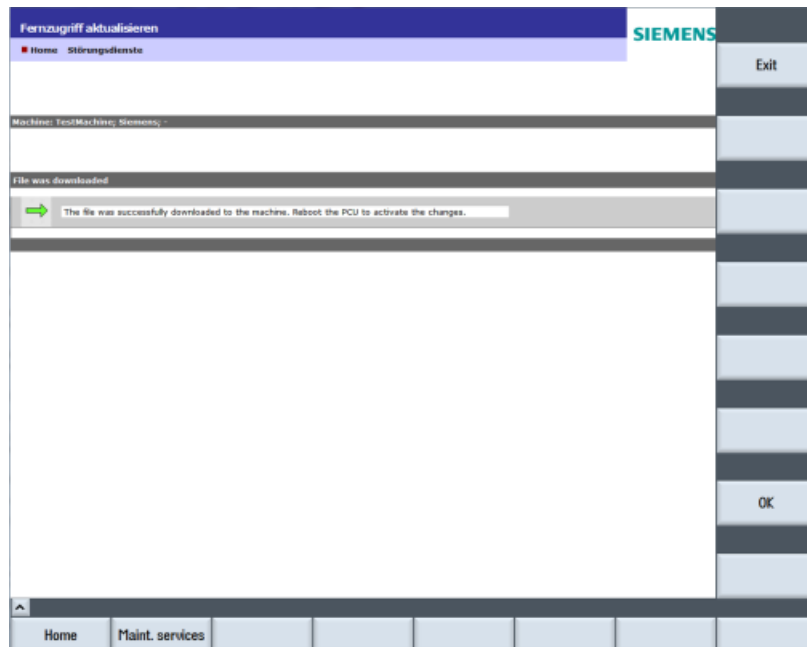 Fernzugriff aktualisieren
SIEMENS
Home Störungsdienste
Exit
Machine: TestMachine; Siemens; -
File was downloaded
The file was successfully downloaded to the machine. Reboot the PCU to activate the changes.
OK
Home Maint. services